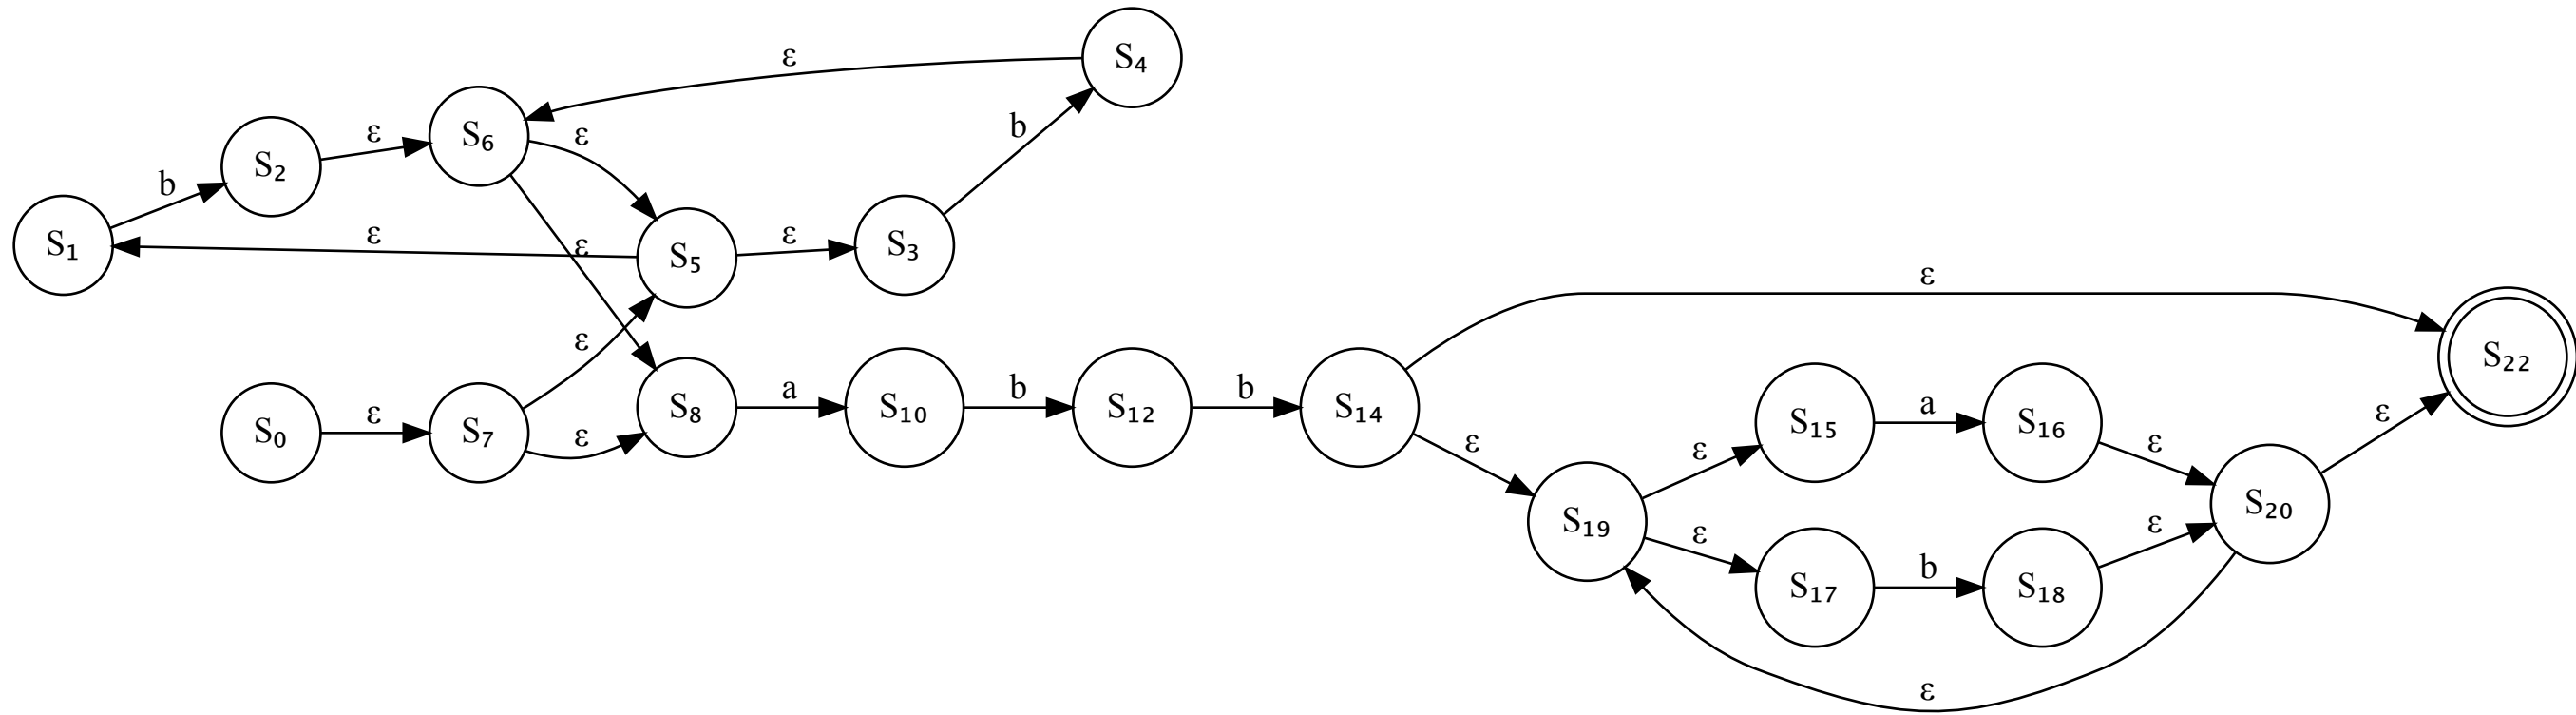 S₄
ε
ε
S₆
ε
b
S₂
ε
b
S₁
ε
ε
S₅
ε
S₃
ε
ε
S₂₂
ε
S₀
ε
S₇
ε
S₈
a
S₁₀
b
S₁₂
b
S₁₄
ε
S₁₉
ε
S₁₅
a
S₁₆
ε
ε
S₁₇
b
S₁₈
ε
S₂₀
ε
ε